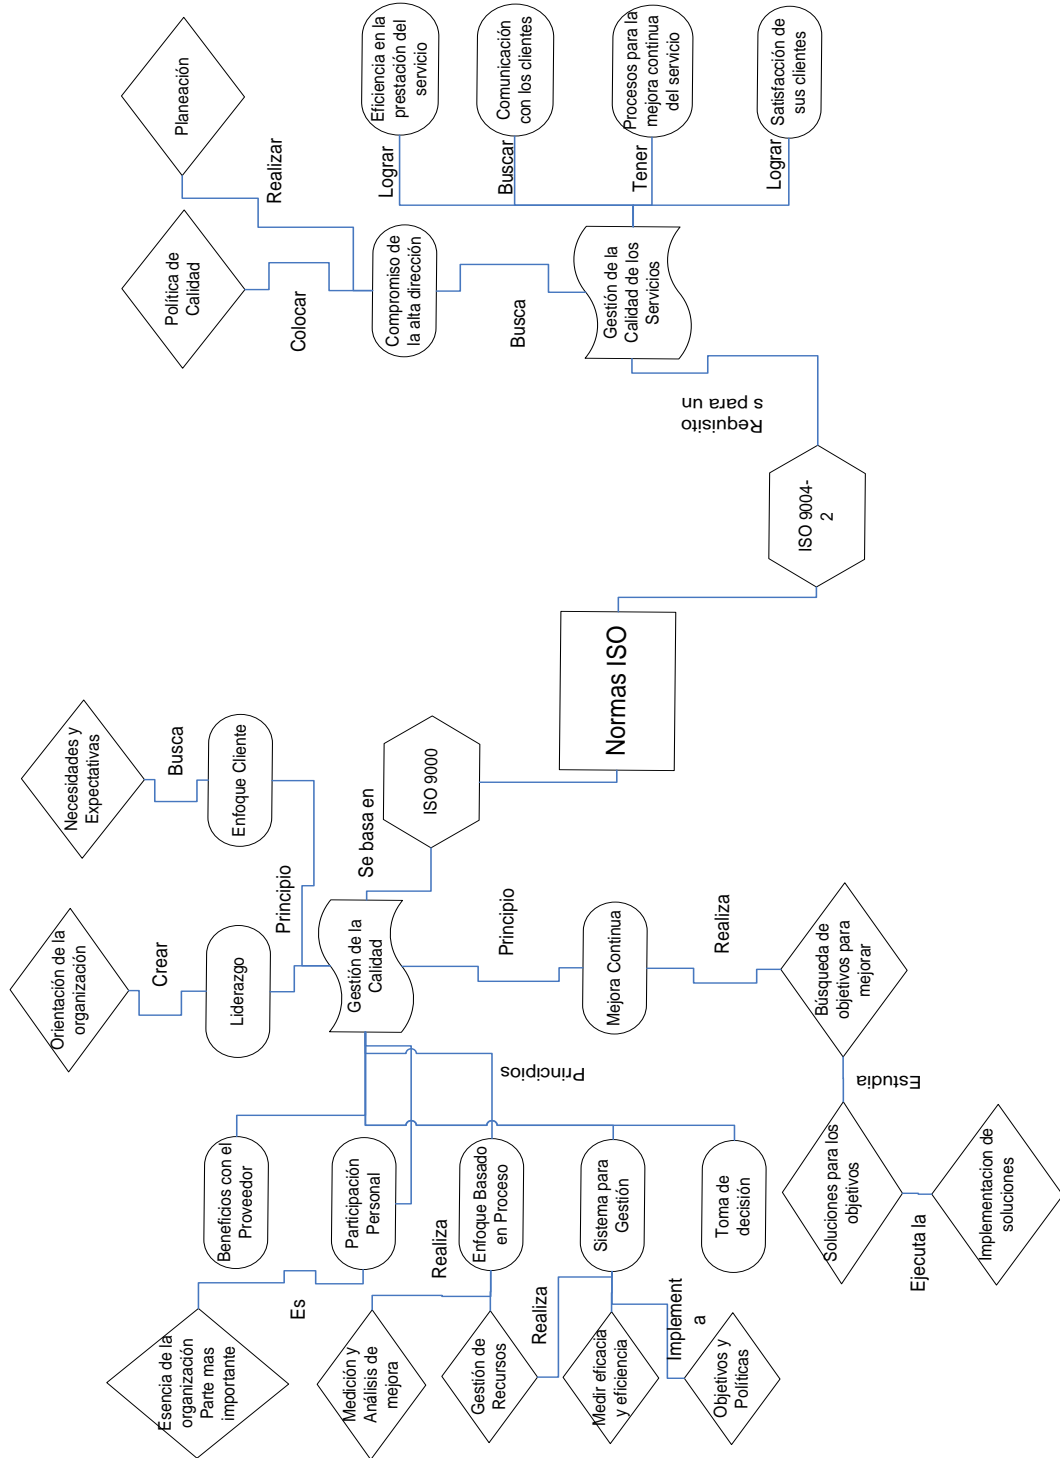 Esencia de la
organización
Parte mas
importante
Es
Medición y
Análisis de
mejora
Realiza
Gestión de
Recursos
Realiza
Medir eficacia
y eficiencia
Implement
a
Objetivos y
Políticas
Beneficios con el
Proveedor
Participación
Personal
Enfoque Basado
en Proceso
Sistema para
Gestión
Toma de
decisión
Principios
Orientación de la
organización
Crear
Liderazgo
Necesidades y
Expectativas
Busca
Enfoque Cliente
Principio
Gestión de la
Calidad
Se basa en
ISO 9000
Principio
Mejora Continua
Realiza
Búsqueda de
objetivos para
mejorar
Estudia
Soluciones para los
objetivos
Ejecuta la
Implementacion de
soluciones
Normas ISO
ISO 9004-
2
Requisito
s para un
Gestión de la
Calidad de los
Servicios
Busca
Compromiso de
la alta dirección
Colocar
Política de
Calidad
Realizar
Planeación
Lograr
Eficiencia en la
prestación del
servicio
Buscar
Comunicación
con los clientes
Tener
Procesos para la
mejora continua
del servicio
Lograr
Satisfacción de
sus clientes